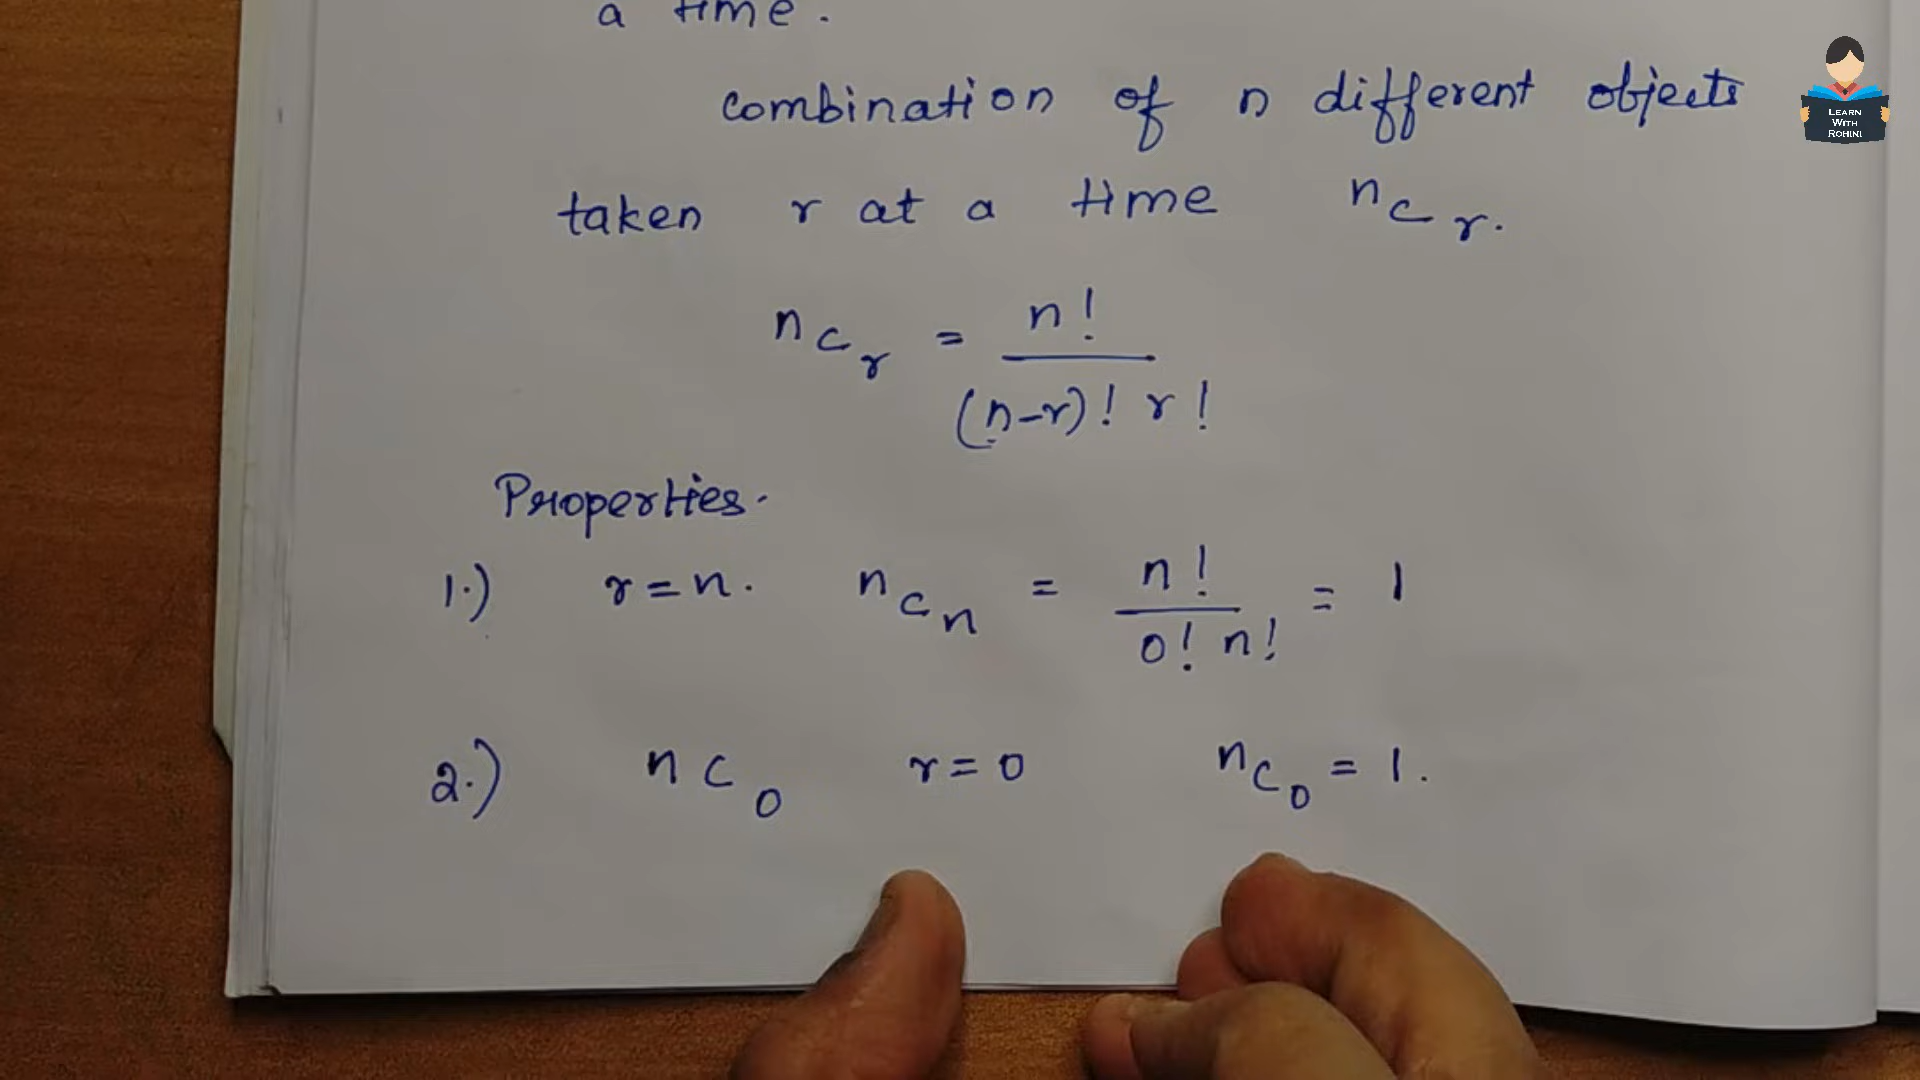 a time.
combination of n different objects
taken r at a time nCr.
nCr = n! / (n-r)! r!
Properties.
1.) r = n. nCn = n! / 0! n! = 1
2.) nC0 r = 0 nC0 = 1.
LEARN
WITH
ROHINI